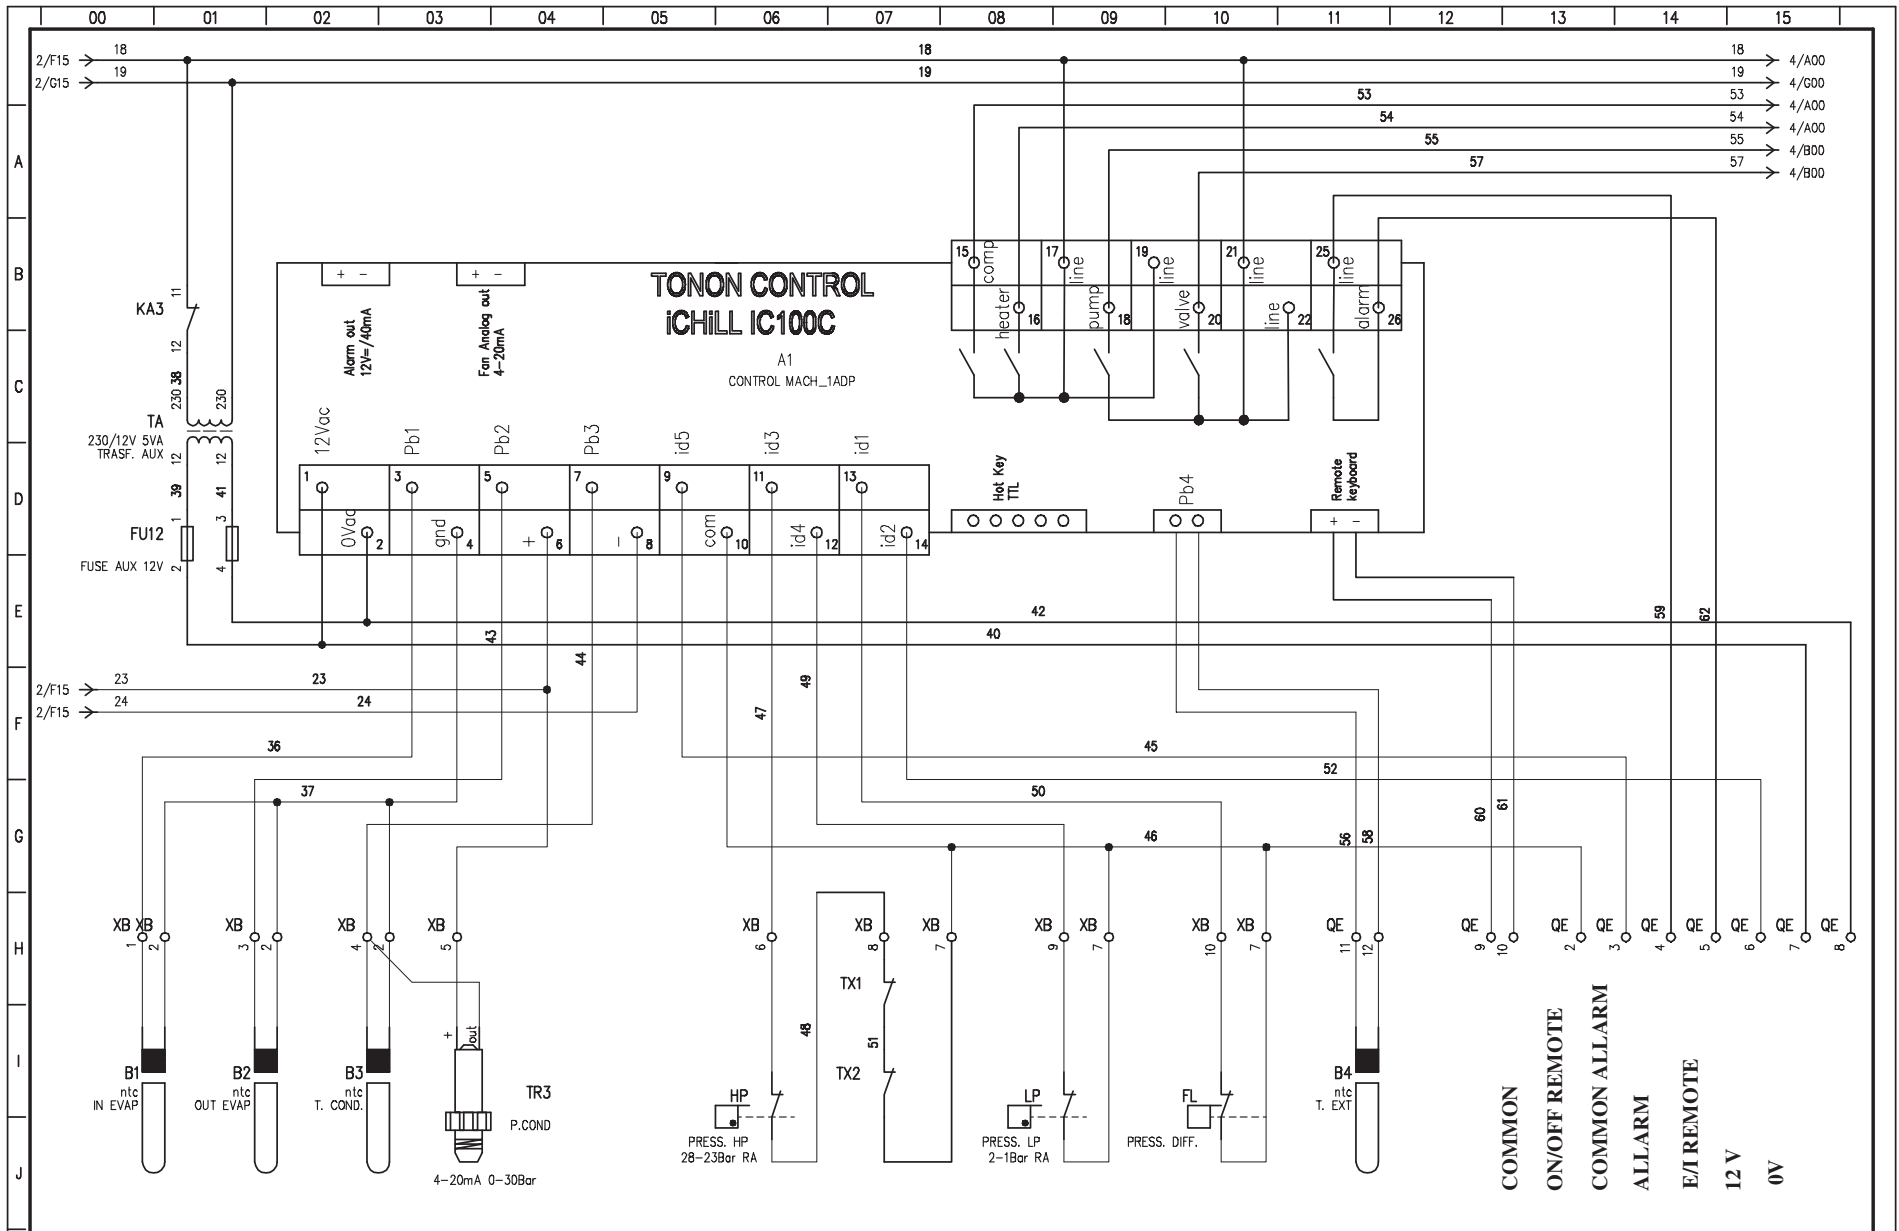 00 01 02 03 04 05 06 07 08 09 10 11 12 13 14 15
2/F15 18 18 18 4/A00
2/G15 19 19 19 4/G00
53 53 4/A00
54 54 4/A00
55 55 4/B00
57 57 4/B00
A
B
C
D
E
F
G
H
I
J
+ - + -
Alarm out
12V=/40mA
Fan Analog out
4-20mA
TONON CONTROL
iCHiLL IC100C
A1
CONTROL MACH_1ADP
15 comp 17 line 19 line 21 line 25 line
heater 16 pump 18 valve 20 line 22 alarm 26
11
KA3
12
38
230 230
TA
230/12V 5VA
TRASF. AUX
12 12
39 41
1 3
FU12
FUSE AUX 12V
2 4
12Vac Pb1 Pb2 Pb3 id5 id3 id1
1 3 5 7 9 11 13
0Vac 2 gnd 4 + 6 - 8 com 10 id4 12 id2 14
Hot Key
TTL
Pb4
Remote
keyboard
+ -
42
40
43
44
59
62
2/F15 23 23
2/F15 24 24
49
47
36
45
52
37
50
60
61
46
56
58
XB XB XB XB XB XB XB XB XB XB XB XB QE QE QE QE QE QE QE QE QE
1 2 3 2 4 2 5 6 8 7 9 7 10 7 11 12 9 10 2 3 4 5 6 7 8
TX1
48
51
TX2
+ out
B1
ntc
IN EVAP
B2
ntc
OUT EVAP
B3
ntc
T. COND.
TR3
P.COND
4-20mA 0-30Bar
HP
PRESS. HP
28-23Bar RA
LP
PRESS. LP
2-1Bar RA
FL
PRESS. DIFF.
B4
ntc
T. EXT
COMMON
ON/OFF REMOTE
COMMON ALLARM
ALLARM
E/I REMOTE
12 V
0V